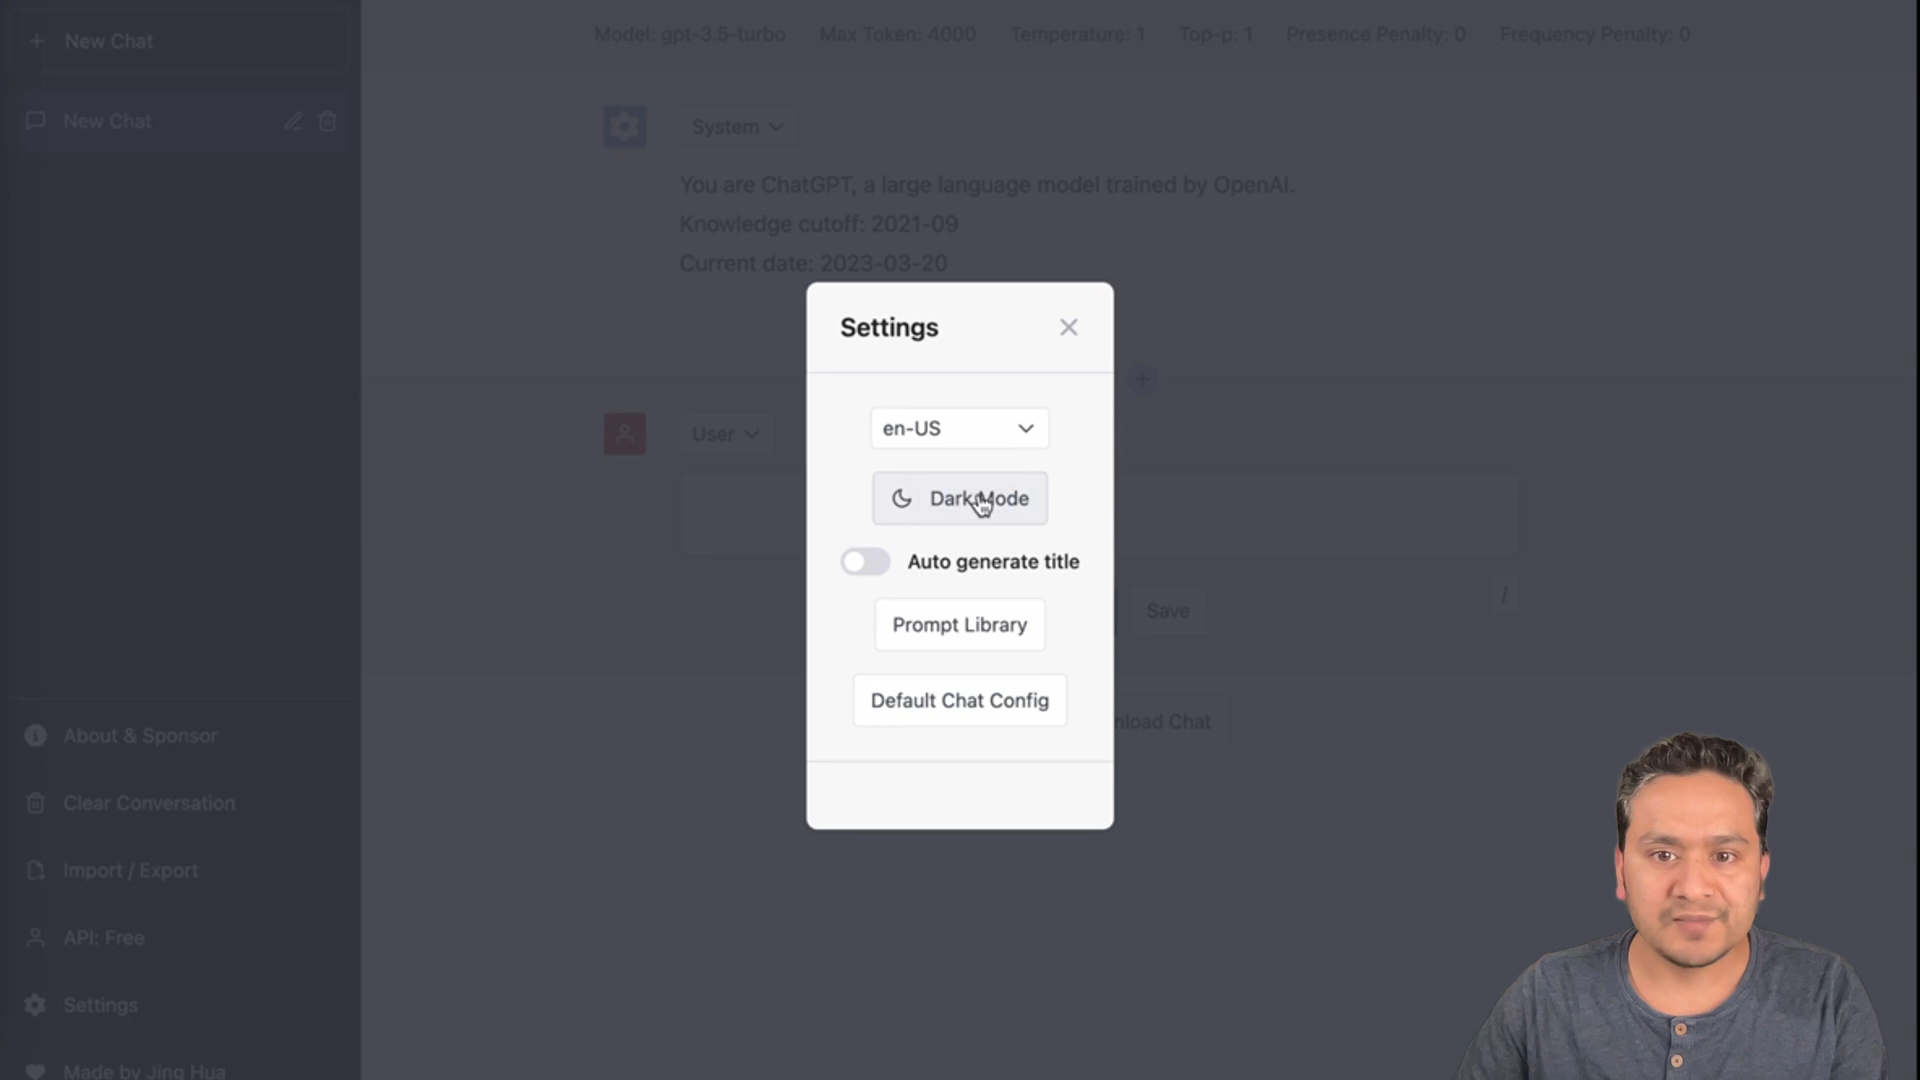 New Chat
New Chat
About & Sponsor
Clear Conversation
Import / Export
API: Free
Settings
Made by Jing Hua
Model: gpt-3.5-turbo Max Token: 4000 Temperature: 1 Top-p: 1 Presence Penalty: 0 Frequency Penalty: 0
System
You are ChatGPT, a large language model trained by OpenAI.
Knowledge cutoff: 2021-09
Current date: 2023-03-20
User
/
Save
nload Chat
Settings
en-US
Dark Mode
Auto generate title
Prompt Library
Default Chat Config